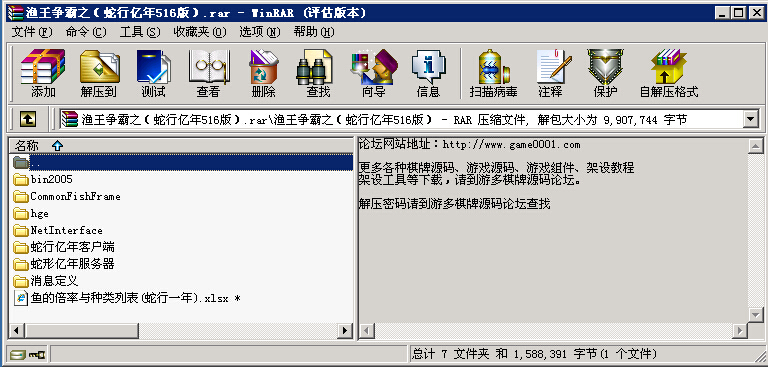 渔王争霸之(蛇行亿年516版).rar - WinRAR (评估版本)
文件(F) 命令(C) 工具(S) 收藏夹(O) 选项(N) 帮助(H)
添加 解压到 测试 查看 删除 查找 向导 信息 扫描病毒 注释 保护 自解压格式
渔王争霸之(蛇行亿年516版).rar\渔王争霸之(蛇行亿年516版) - RAR 压缩文件, 解包大小为 9,907,744 字节
名称
..
bin2005
CommonFishFrame
hge
NetInterface
蛇行亿年客户端
蛇形亿年服务器
消息定义
鱼的倍率与种类列表(蛇行一年).xlsx *
论坛网站地址：http://www.game0001.com
更多各种棋牌源码、游戏源码、游戏组件、架设教程
架设工具等下载，请到游多棋牌源码论坛。
解压密码请到游多棋牌源码论坛查找
总计 7 文件夹 和 1,588,391 字节(1 个文件)